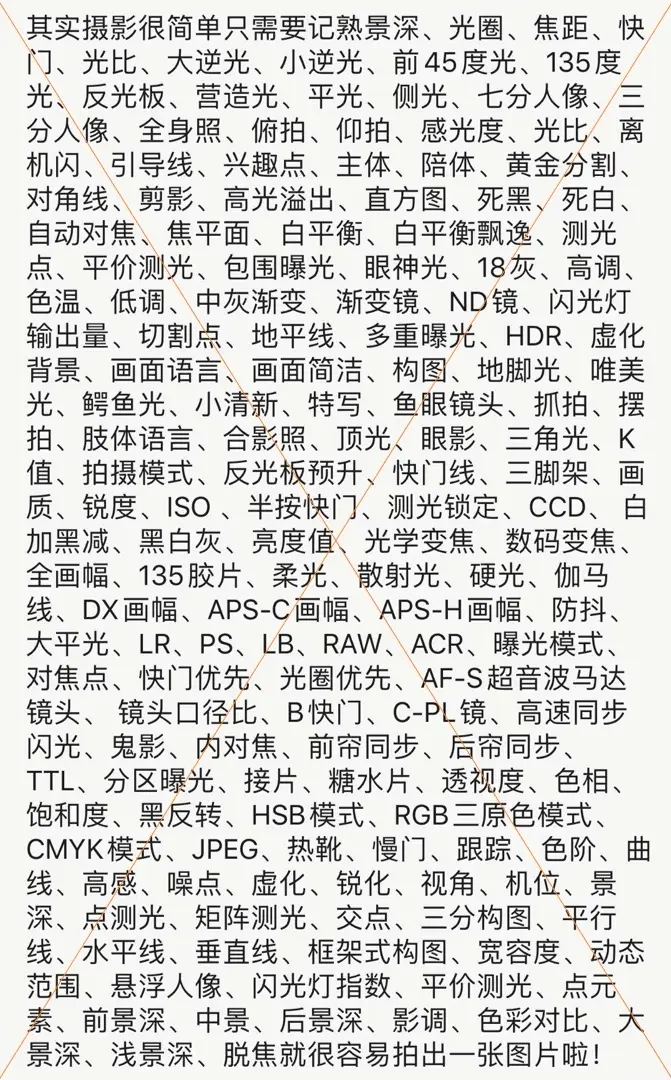 其实摄影很简单只需要记熟景深、光圈、焦距、快
门、光比、大逆光、小逆光、前45度光、135度
光、反光板、营造光、平光、侧光、七分人像、三
分人像、全身照、俯拍、仰拍、感光度、光比、离
机闪、引导线、兴趣点、主体、陪体、黄金分割、
对角线、剪影、高光溢出、直方图、死黑、死白、
自动对焦、焦平面、白平衡、白平衡飘逸、测光
点、平价测光、包围曝光、眼神光、18灰、高调、
色温、低调、中灰渐变、渐变镜、ND镜、闪光灯
输出量、切割点、地平线、多重曝光、HDR、虚化
背景、画面语言、画面简洁、构图、地脚光、唯美
光、鳄鱼光、小清新、特写、鱼眼镜头、抓拍、摆
拍、肢体语言、合影照、顶光、眼影、三角光、K
值、拍摄模式、反光板预升、快门线、三脚架、画
质、锐度、ISO 、半按快门、测光锁定、CCD、 白
加黑减、黑白灰、亮度值、光学变焦、数码变焦、
全画幅、135胶片、柔光、散射光、硬光、伽马
线、DX画幅、APS-C画幅、APS-H画幅、防抖、
大平光、LR、PS、LB、RAW、ACR、曝光模式、
对焦点、快门优先、光圈优先、AF-S超音波马达
镜头、 镜头口径比、B快门、C-PL镜、高速同步
闪光、鬼影、内对焦、前帘同步、后帘同步、
TTL、分区曝光、接片、糖水片、透视度、色相、
饱和度、黑反转、HSB模式、RGB三原色模式、
CMYK模式、JPEG、热靴、慢门、跟踪、色阶、曲
线、高感、噪点、虚化、锐化、视角、机位、景
深、点测光、矩阵测光、交点、三分构图、平行
线、水平线、垂直线、框架式构图、宽容度、动态
范围、悬浮人像、闪光灯指数、平价测光、点元
素、前景深、中景、后景深、影调、色彩对比、大
景深、浅景深、脱焦就很容易拍出一张图片啦！